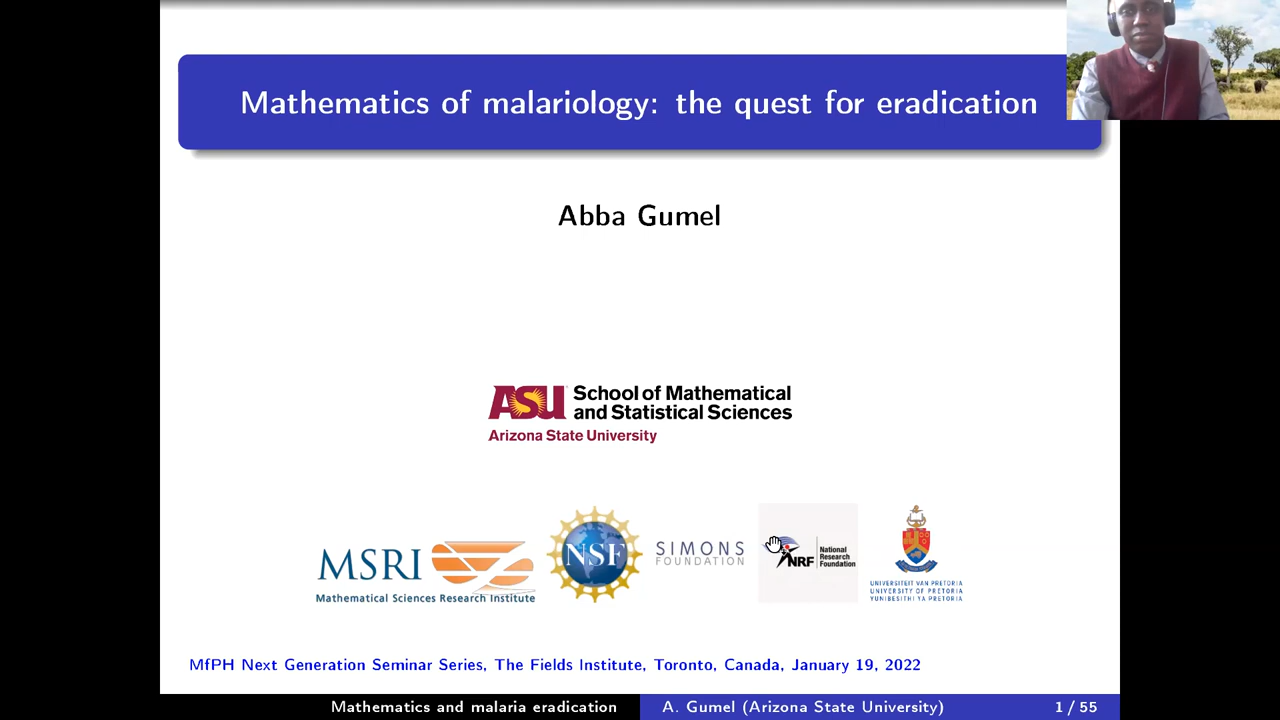 Mathematics of malariology: the quest for eradication
Abba Gumel
ASU School of Mathematical
and Statistical Sciences
Arizona State University
MSRI
Mathematical Sciences Research Institute
NSF
SIMONS
FOUNDATION
NRF
National
Research
Foundation
UNIVERSITEIT VAN PRETORIA
UNIVERSITY OF PRETORIA
YUNIBESITHI YA PRETORIA
MfPH Next Generation Seminar Series, The Fields Institute, Toronto, Canada, January 19, 2022
Mathematics and malaria eradication
A. Gumel (Arizona State University)
1 / 55